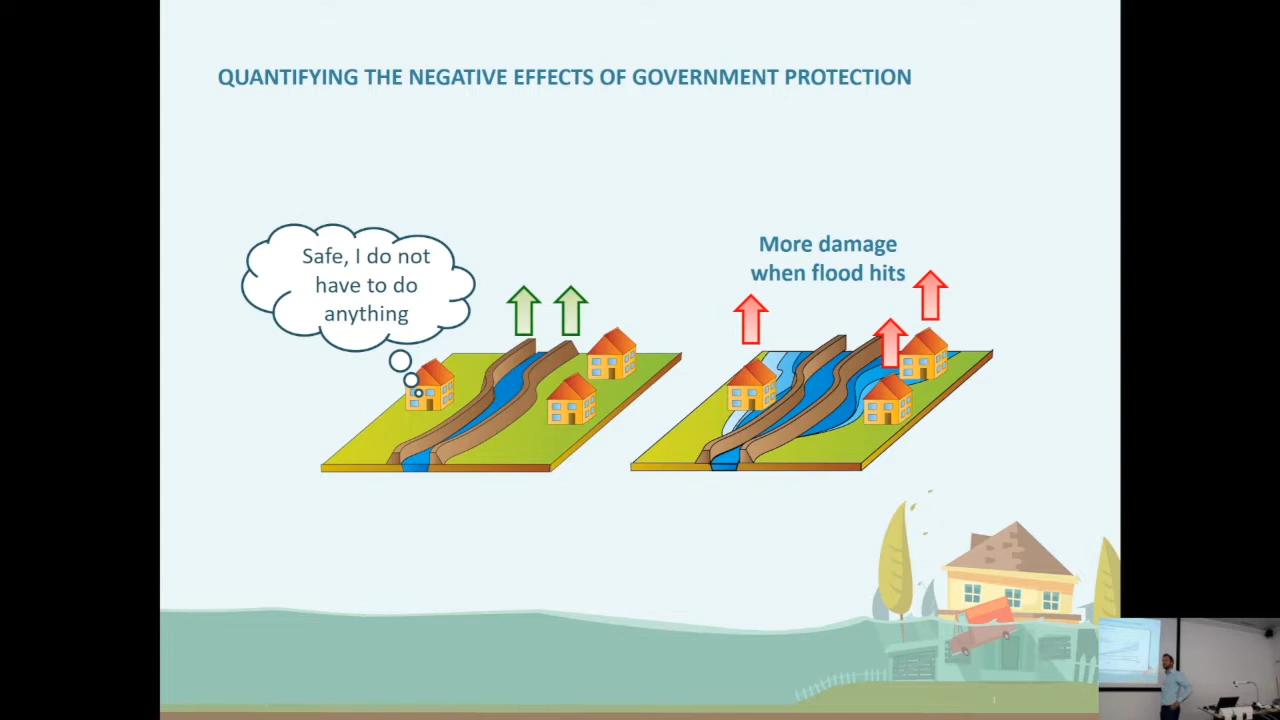 QUANTIFYING THE NEGATIVE EFFECTS OF GOVERNMENT PROTECTION
Safe, I do not
have to do
anything
More damage
when flood hits